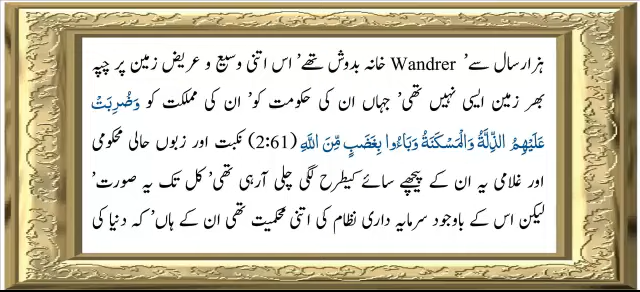 ہزار سال سے’ Wandrer خانہ بدوش تھے’ اس اتنی وسیع و عریض زمین پر چپہ
بھر زمین ایسی نہیں تھی’ جہاں ان کی حکومت کو’ ان کی مملکت کو وَضُرِبَتْ
عَلَيْهِمُ الذِّلَّةُ وَالْمَسْكَنَةُ وَبَاءُوا بِغَضَبٍ مِّنَ اللَّهِ (2:61) نکبت اور زبوں حالی محکومی
اور غلامی یہ ان کے پیچھے سائے کیطرح لگی چلی آرہی تھی’ کل تک یہ صورت’
لیکن اس کے باوجود سرمایہ داری نظام کی اتنی محکمیت تھی ان کے ہاں’ کہ دنیا کی